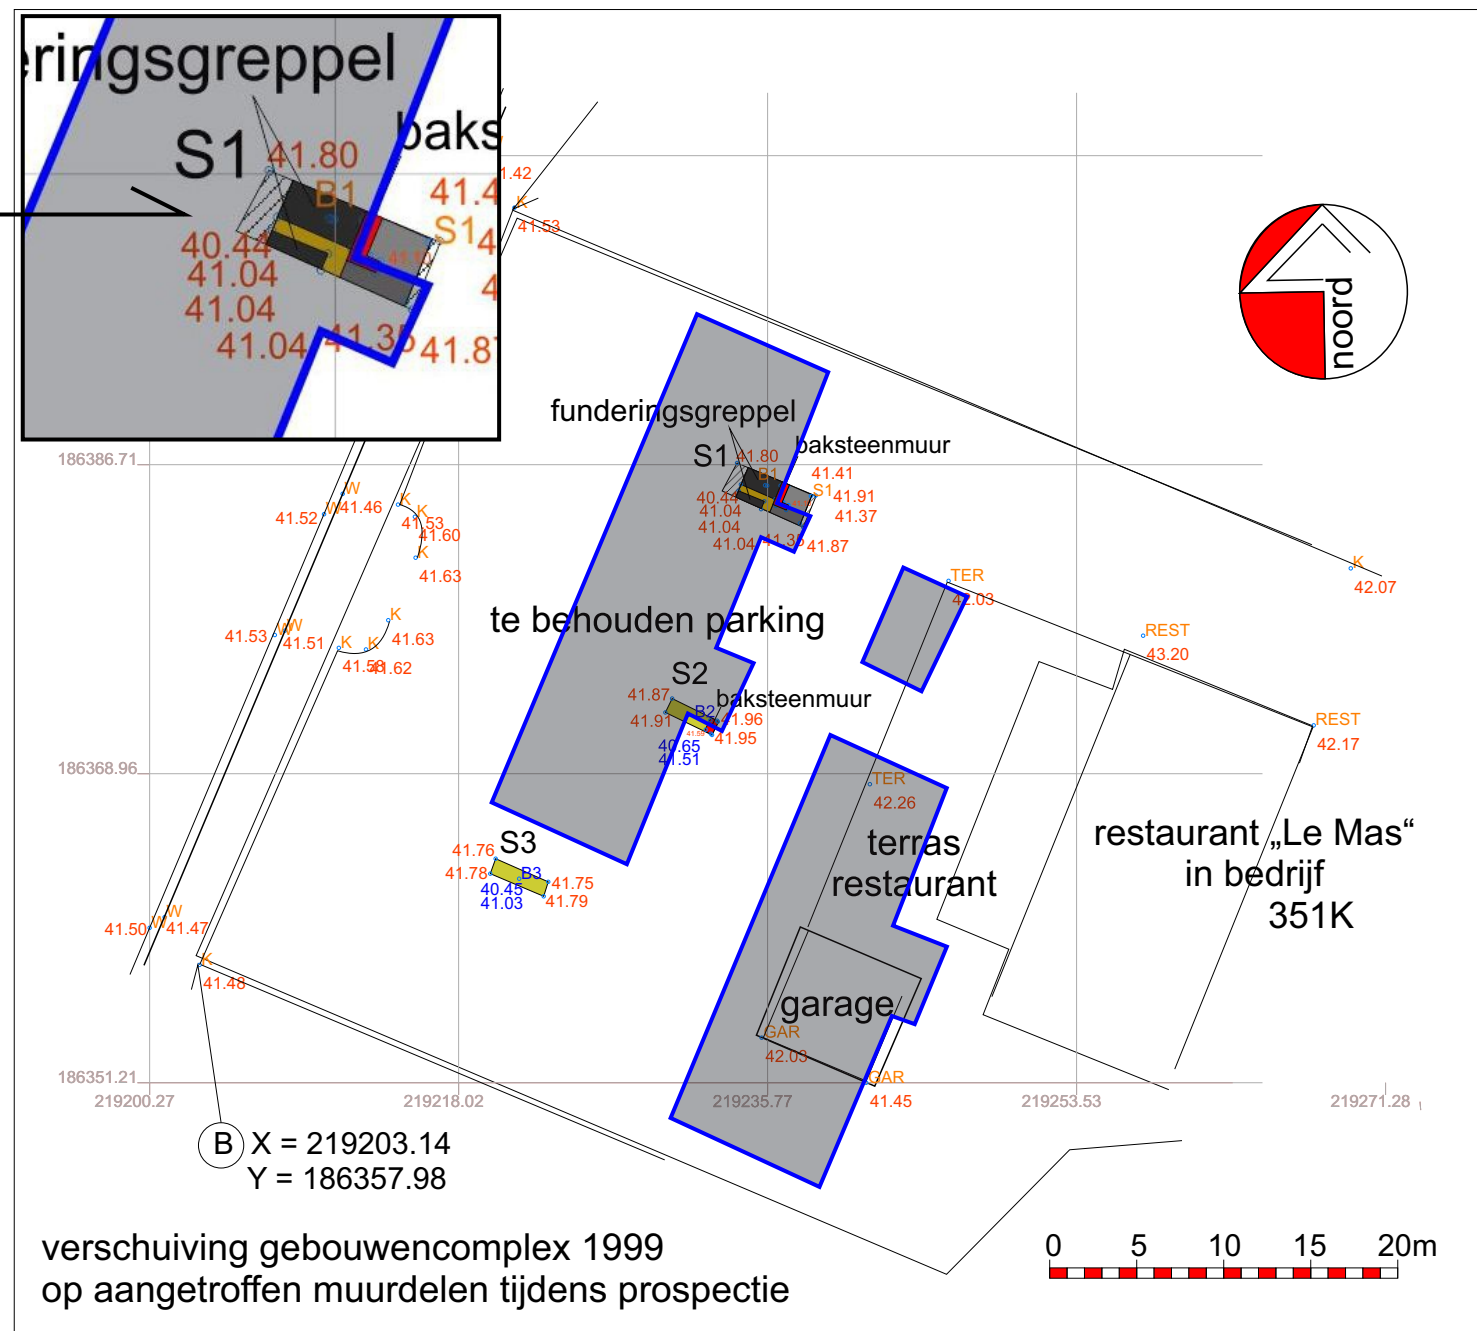 eringsgreppel
S1
baks
41.80
B1
41.4
S1
40.44
41.04
41.04
41.04
41.35
41.87
41.42
K
41.53
noord
funderingsgreppel
S1
baksteenmuur
41.80
B1
41.41
S1
41.91
41.37
40.44
41.04
41.04
41.04
41.35
41.87
186386.71
W
41.46
41.52
W
K
K
41.53
41.60
K
41.63
K
42.07
TER
42.03
te behouden parking
K
41.63
41.53
W
W
41.51
K
K
41.58
41.62
REST
43.20
S2
41.87
baksteenmuur
41.91
B2
41.96
41.95
40.65
41.51
REST
42.17
186368.96
TER
42.26
terras
restaurant
restaurant „Le Mas“
in bedrijf
351K
S3
41.76
41.78
B3
41.75
40.45
41.03
41.79
41.50
W
W
41.47
K
41.48
garage
GAR
42.03
GAR
41.45
186351.21
219200.27
219218.02
219235.77
219253.53
219271.28
B
X = 219203.14
Y = 186357.98
verschuiving gebouwencomplex 1999
op aangetroffen muurdelen tijdens prospectie
0 5 10 15 20m